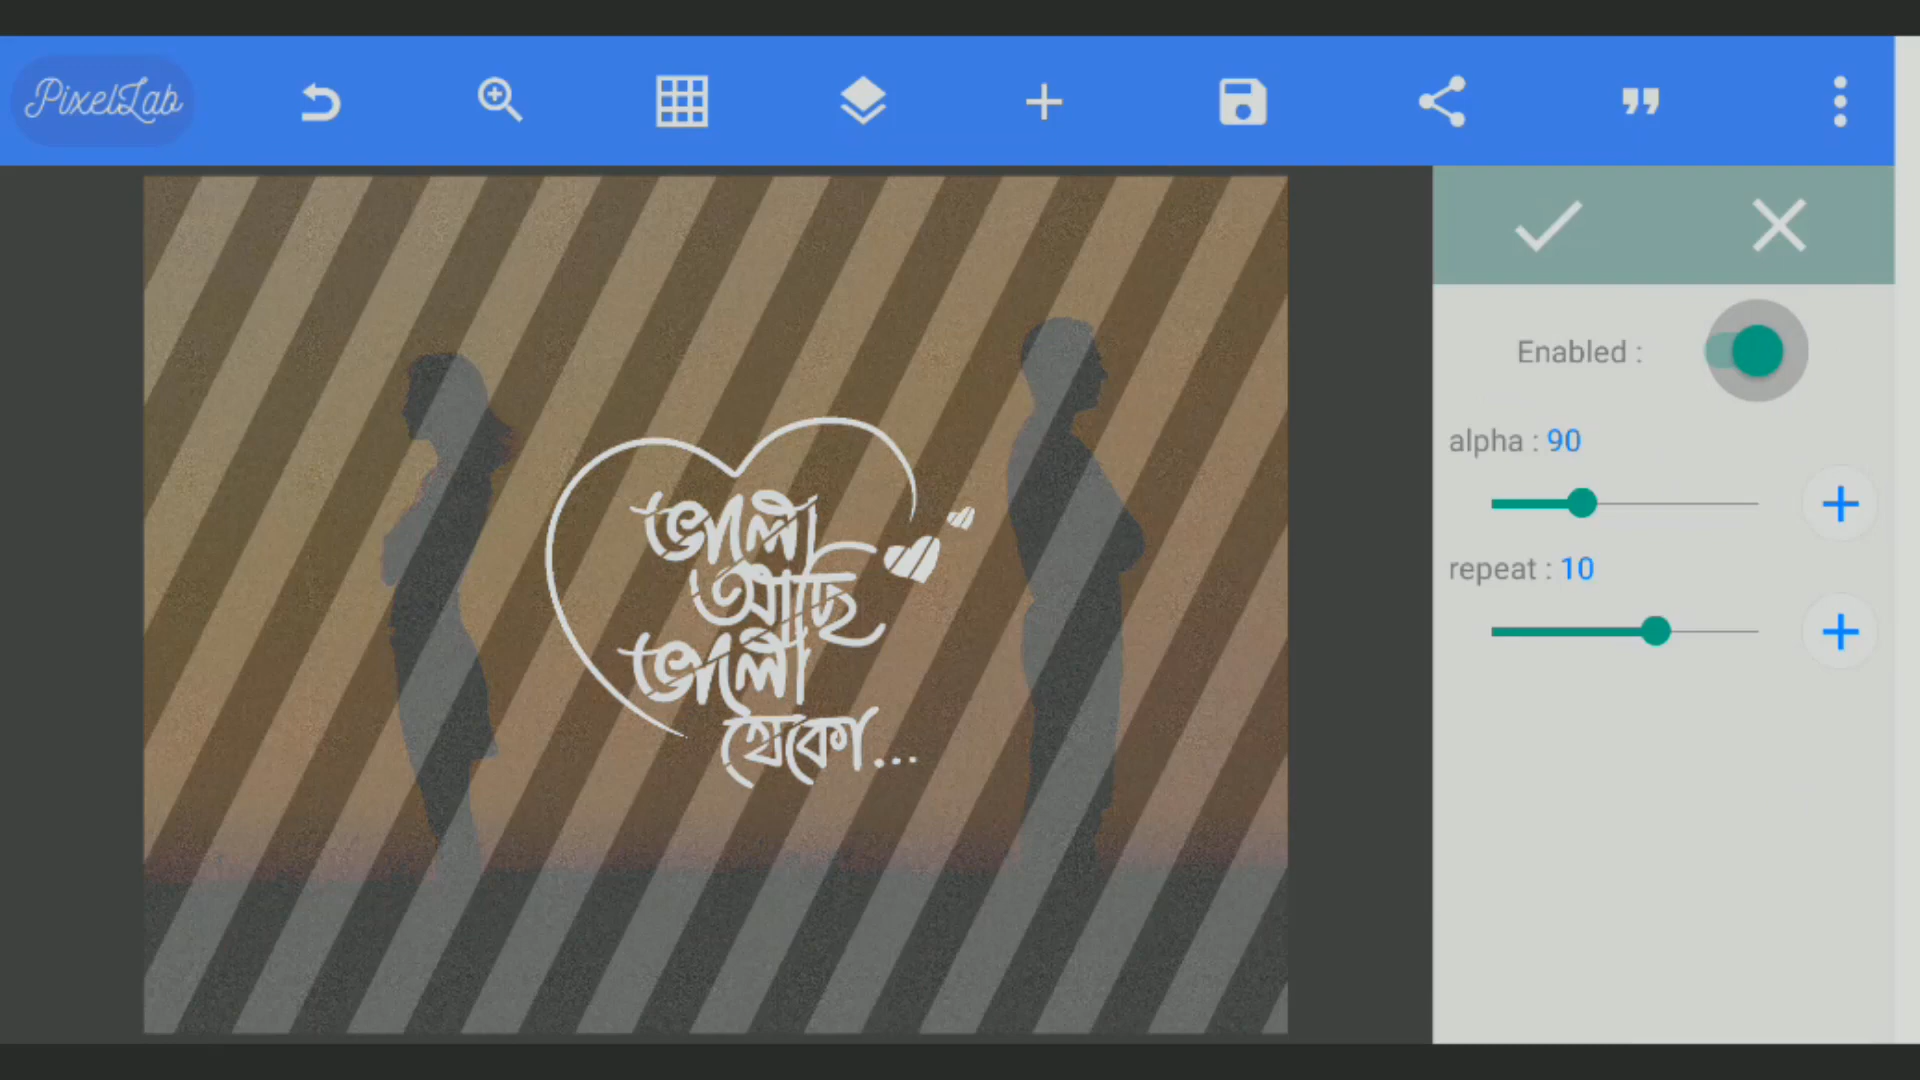 PixelLab
Enabled :
alpha : 90
repeat : 10
ভালো
আছি
ভালো
থেকো...